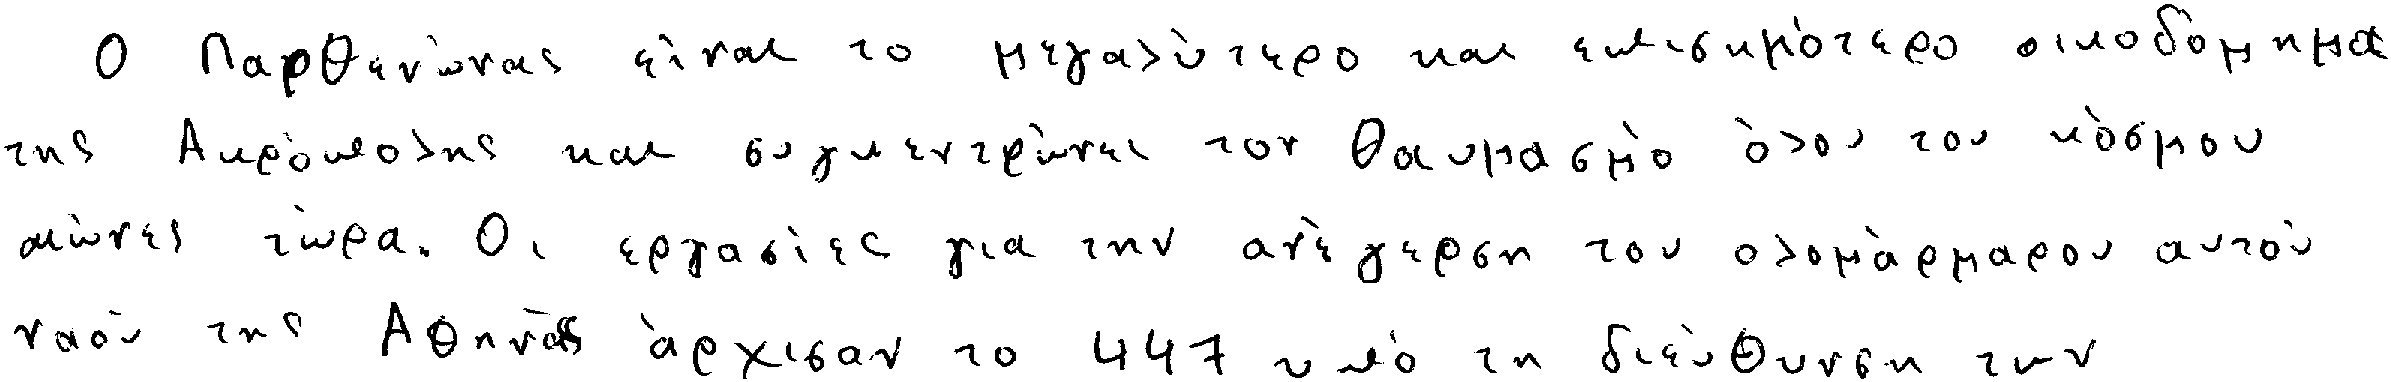 Ο Παρθενώνας είναι το μεγαλύτερο και επισημότερο οικοδόμημα
της Ακρόπολης και συγκεντρώνει τον θαυμασμό όλου του κόσμου
αιώνες τώρα. Οι εργασίες για την ανέγερση του ολομάρμαρου αυτού
ναού της Αθηνάς άρχισαν το 447 υπό τη διεύθυνση των